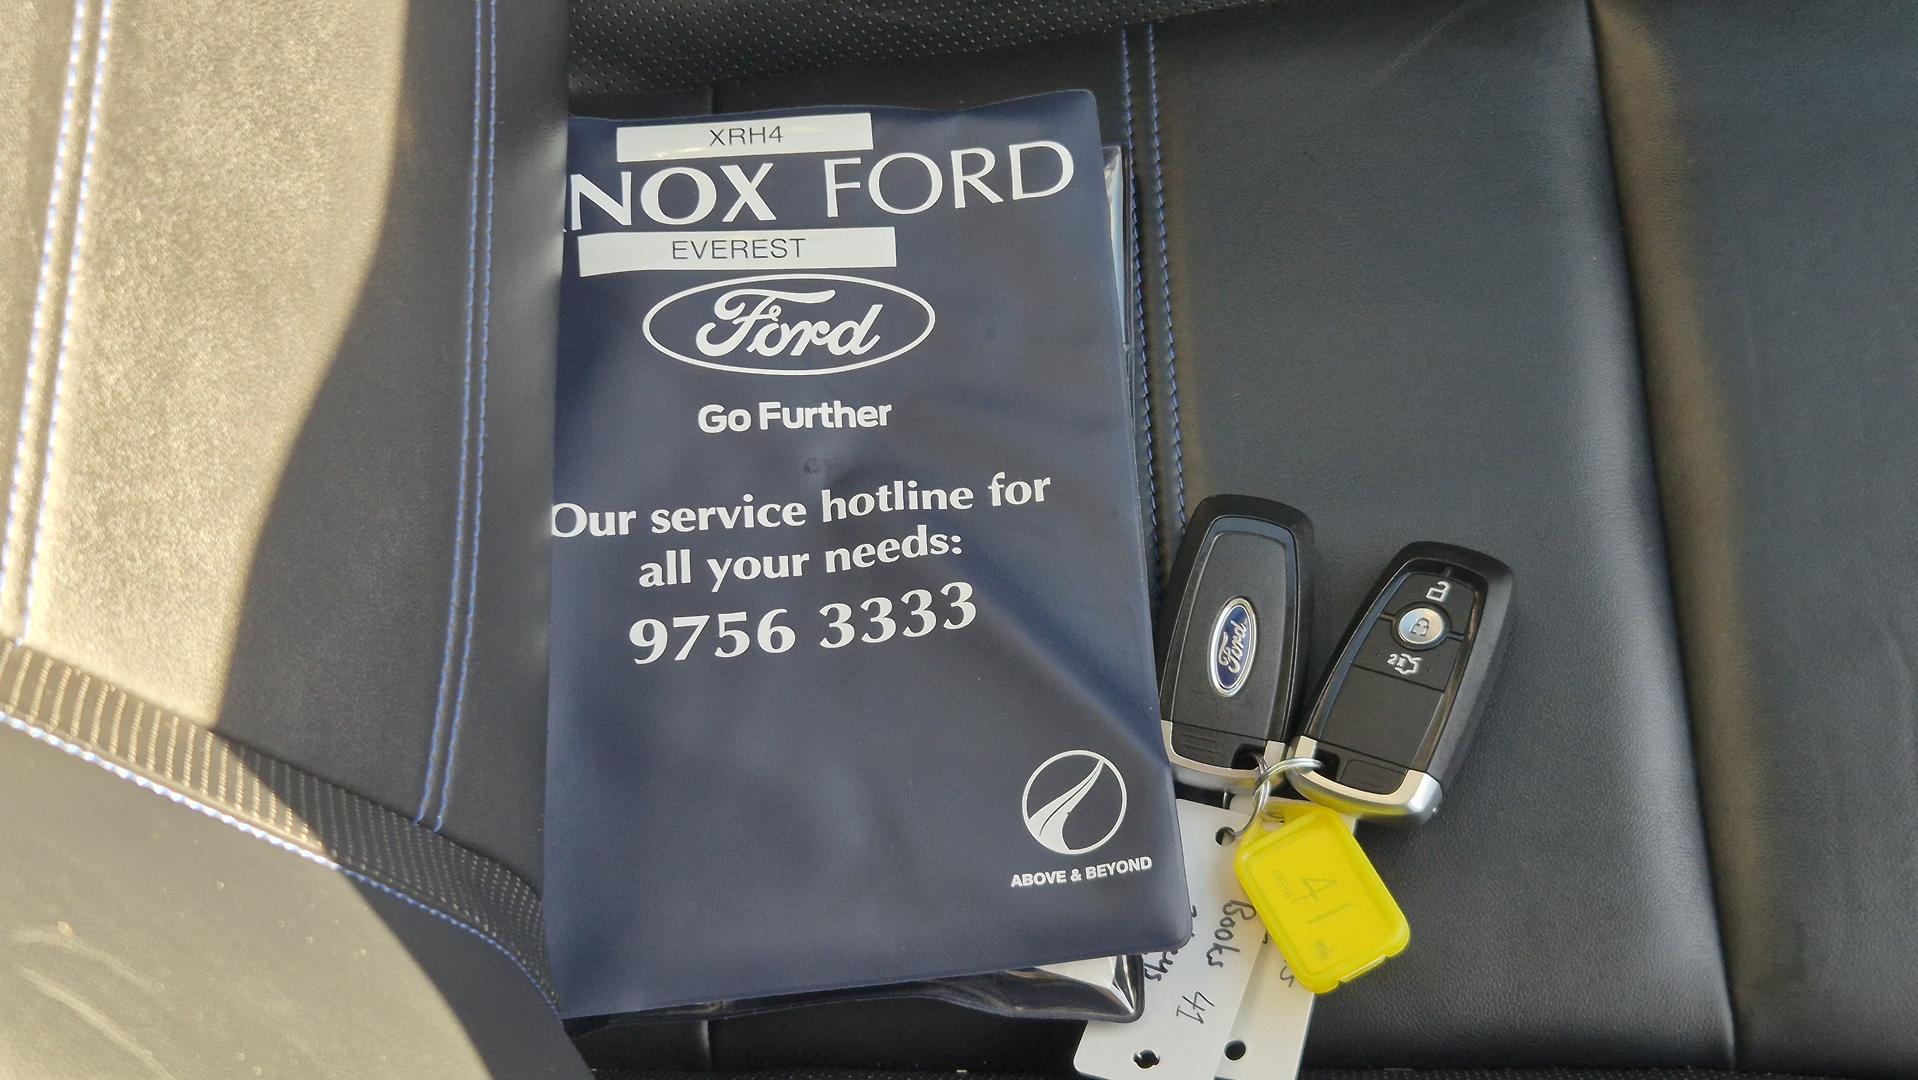 XRH4
NOX FORD
EVEREST
Ford
Go Further
Our service hotline for
all your needs:
9756 3333
ABOVE & BEYOND
Ford
2x
41
Books
41